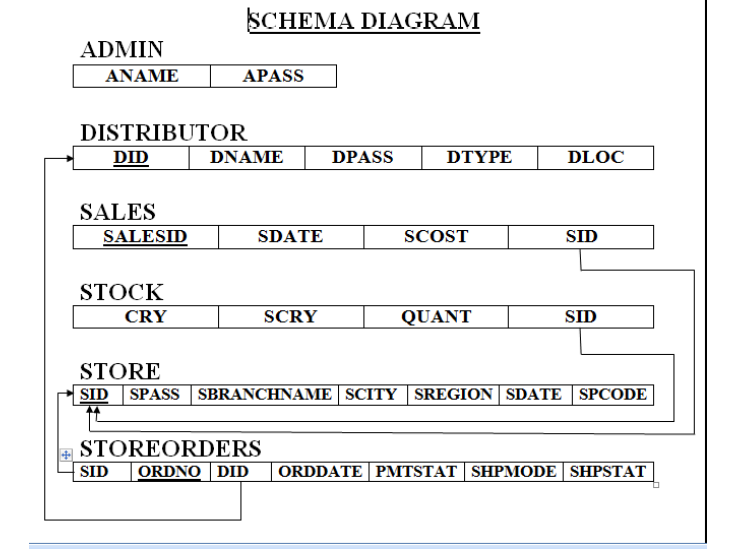 SCHEMA DIAGRAM
ADMIN
ANAME APASS
DISTRIBUTOR
DID DNAME DPASS DTYPE DLOC
SALES
SALESID SDATE SCOST SID
STOCK
CRY SCRY QUANT SID
STORE
SID SPASS SBRANCHNAME SCITY SREGION SDATE SPCODE
STOREORDERS
SID ORDNO DID ORDDATE PMTSTAT SHPMODE SHPSTAT